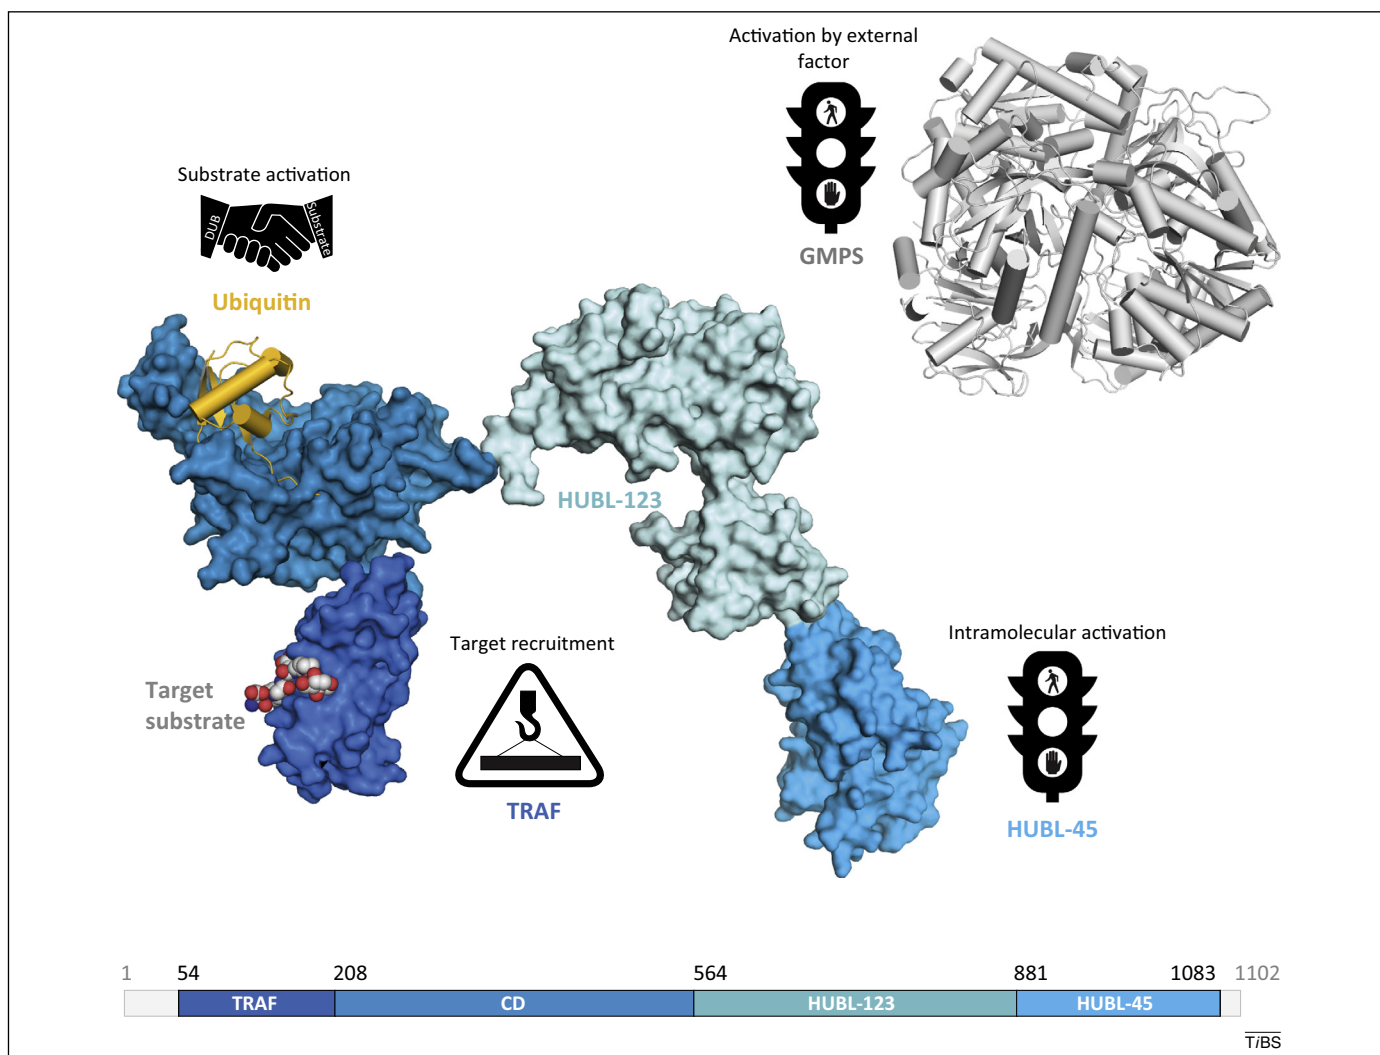 Activation by external
factor
GMPS
Substrate activation
DUB
Substrate
Ubiquitin
HUBL-123
Target recruitment
TRAF
Target
substrate
Intramolecular activation
HUBL-45
1 54 208 564 881 1083 1102
TRAF CD HUBL-123 HUBL-45
TiBS